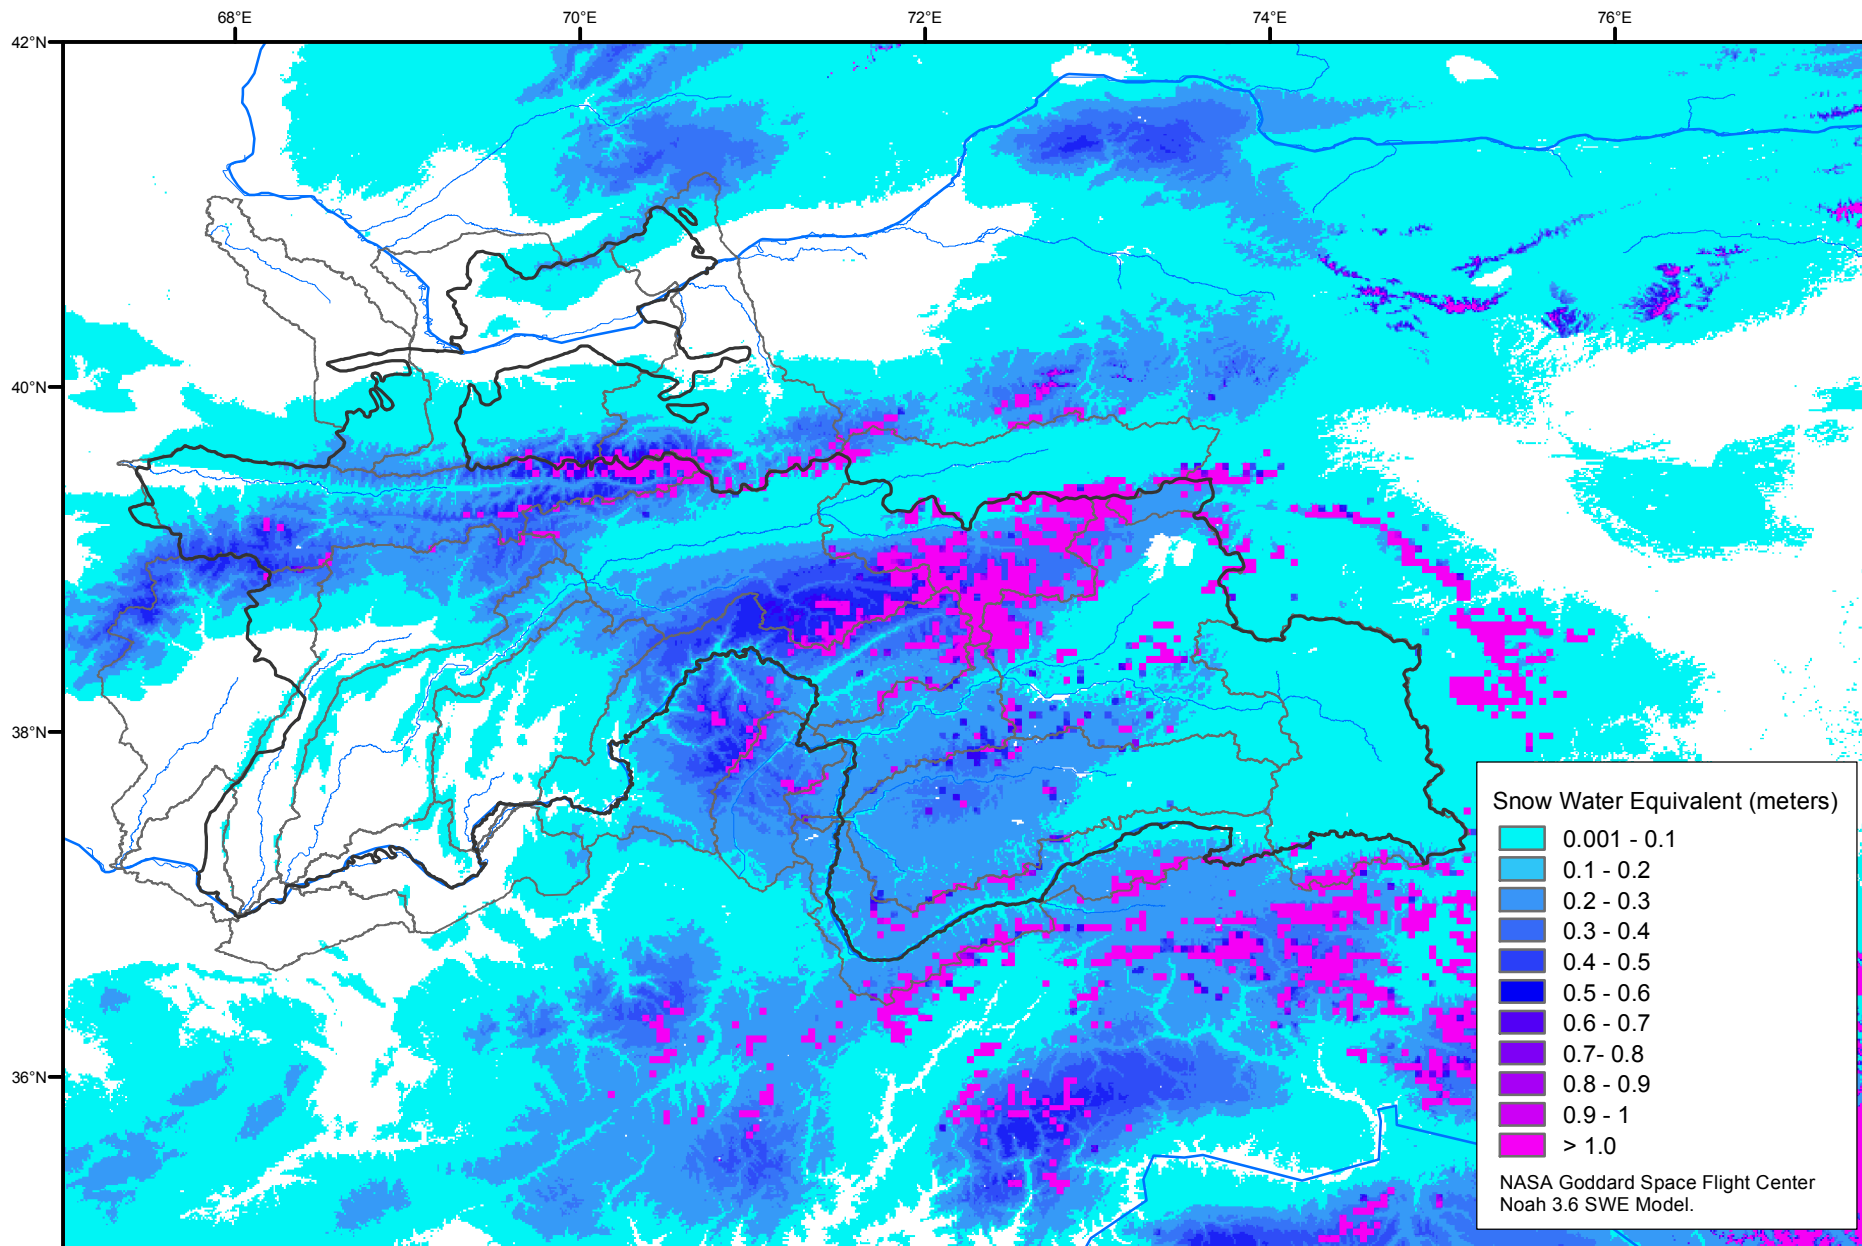 68°E
70°E
72°E
74°E
76°E
42°N
40°N
38°N
36°N
Snow Water Equivalent (meters)
0.001 - 0.1
0.1 - 0.2
0.2 - 0.3
0.3 - 0.4
0.4 - 0.5
0.5 - 0.6
0.6 - 0.7
0.7- 0.8
0.8 - 0.9
0.9 - 1
> 1.0
NASA Goddard Space Flight Center
Noah 3.6 SWE Model.